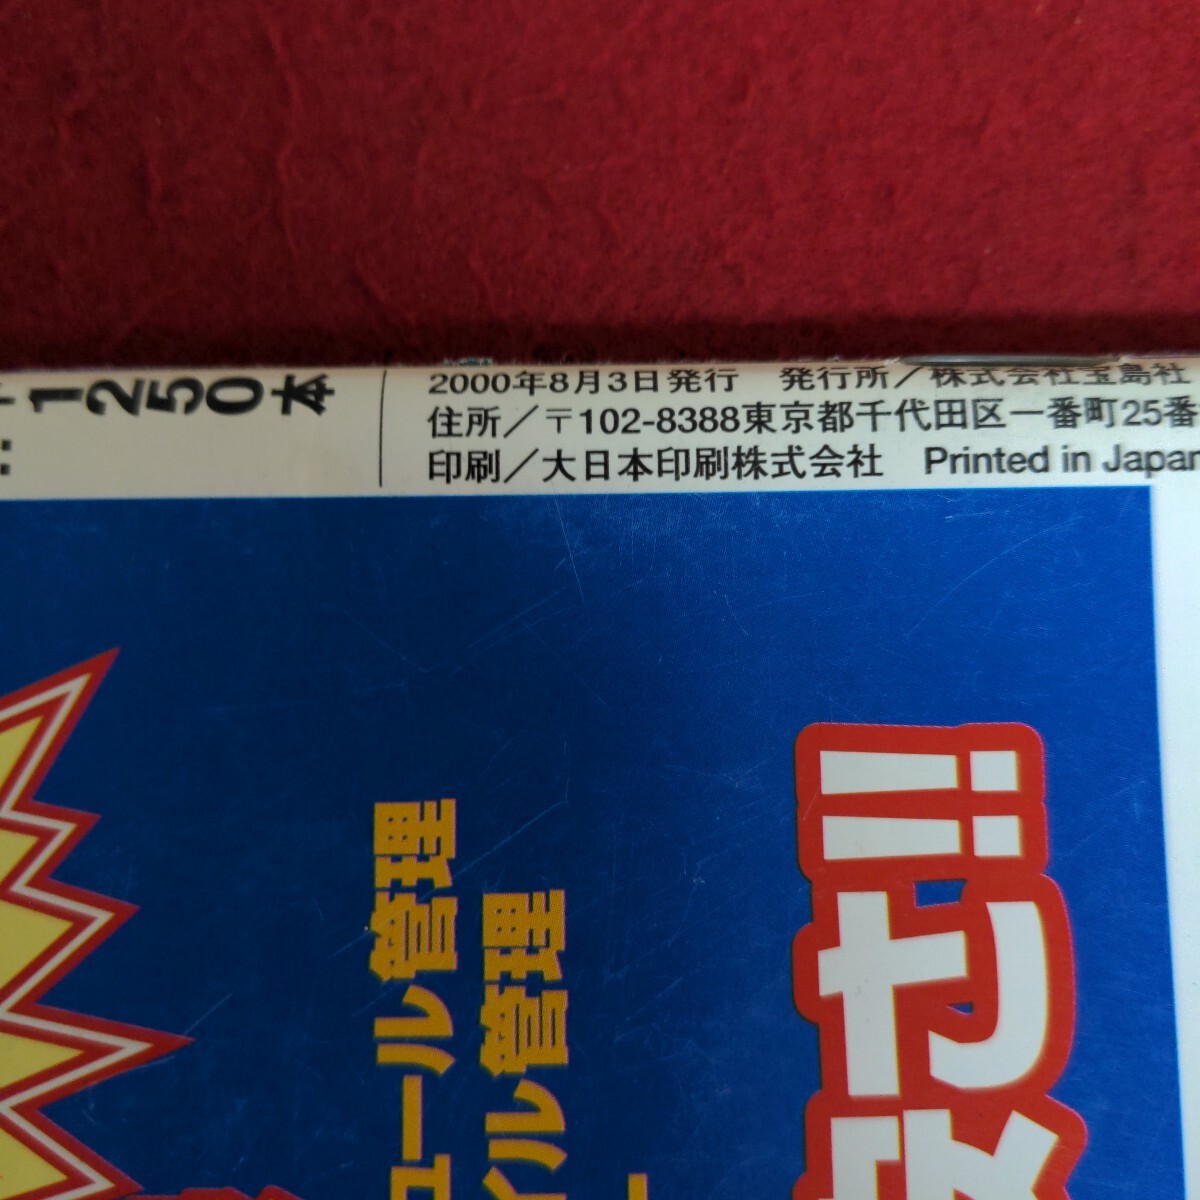 1250本
2000年8月3日発行　発行所／株式会社宝島社
住所／〒102-8388東京都千代田区一番町25番
印刷／大日本印刷株式会社　Printed in Japan
ュール管理
イル管理
せ!!